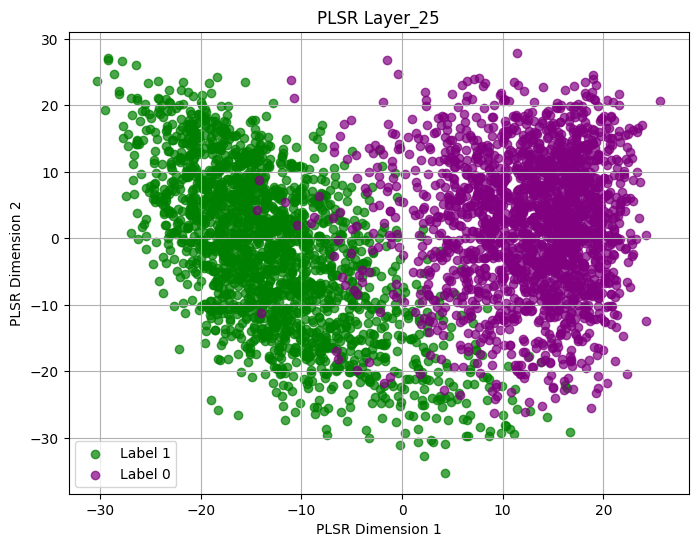 PLSR Layer_25
30
20
10
0
−10
−20
−30
PLSR Dimension 2
Label 1
Label 0
−30 −20 −10 0 10 20
PLSR Dimension 1